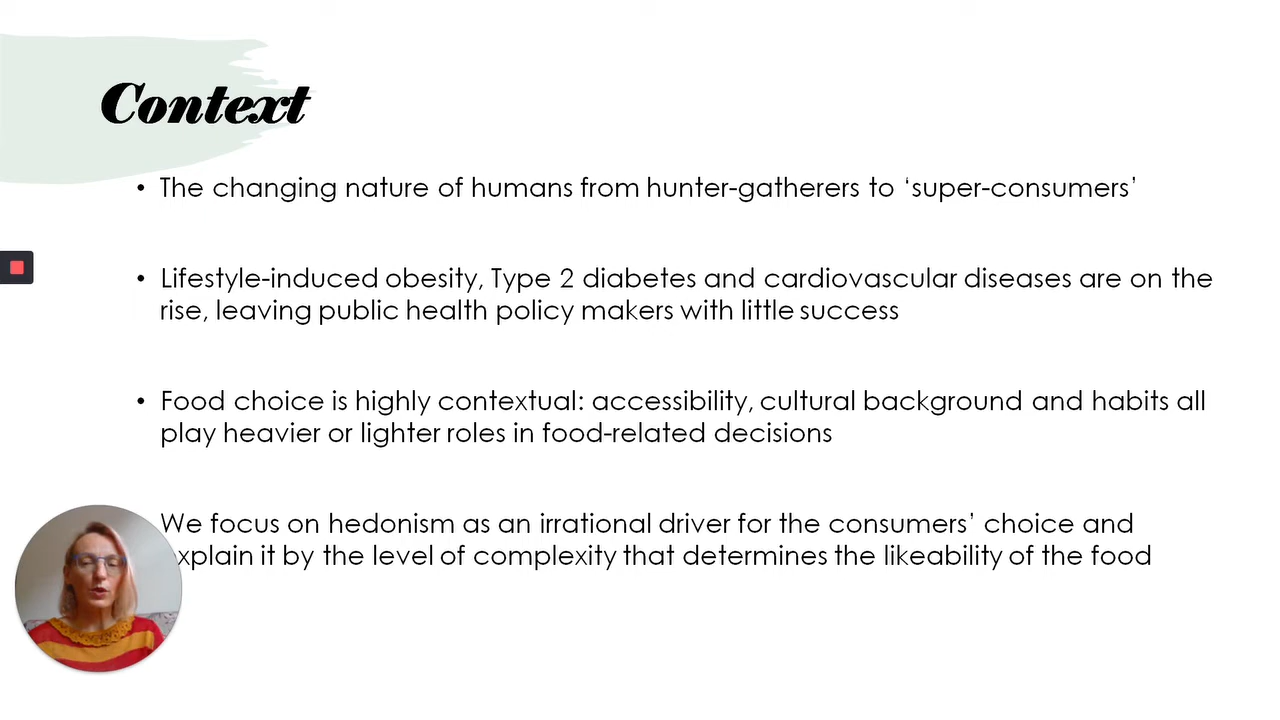 Context
• The changing nature of humans from hunter-gatherers to ‘super-consumers’
• Lifestyle-induced obesity, Type 2 diabetes and cardiovascular diseases are on the
rise, leaving public health policy makers with little success
• Food choice is highly contextual: accessibility, cultural background and habits all
play heavier or lighter roles in food-related decisions
We focus on hedonism as an irrational driver for the consumers’ choice and
explain it by the level of complexity that determines the likeability of the food